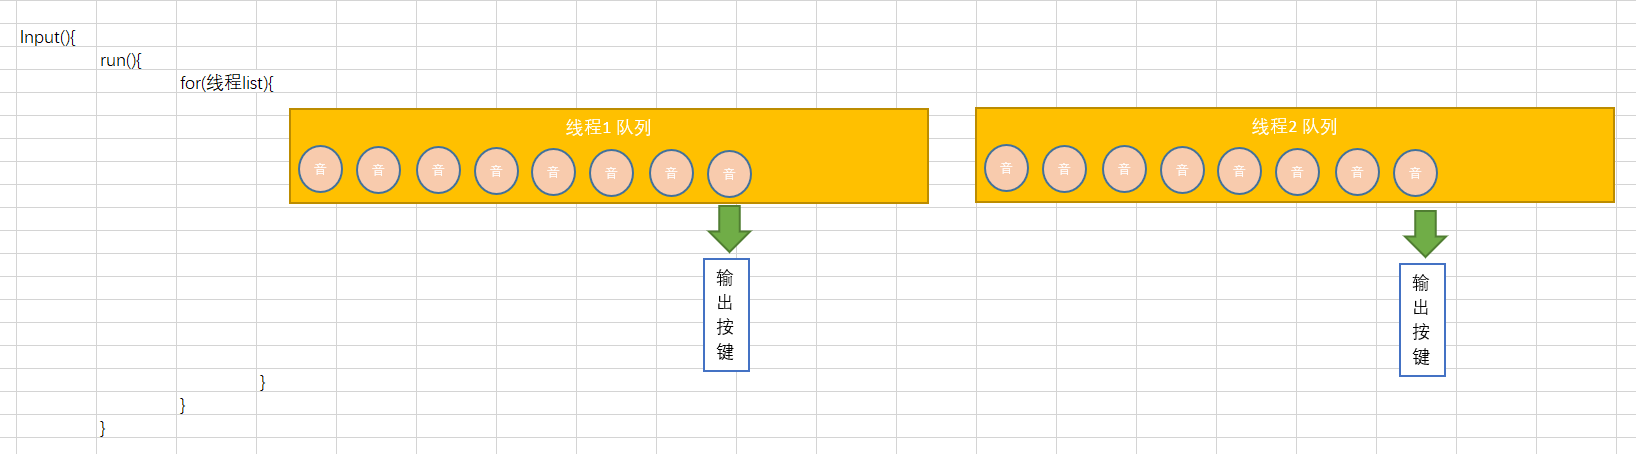 Input(){
run(){
for(线程list){
线程1 队列
音 音 音 音 音 音 音 音
输
出
按
键
线程2 队列
音 音 音 音 音 音 音 音
输
出
按
键
}
}
}